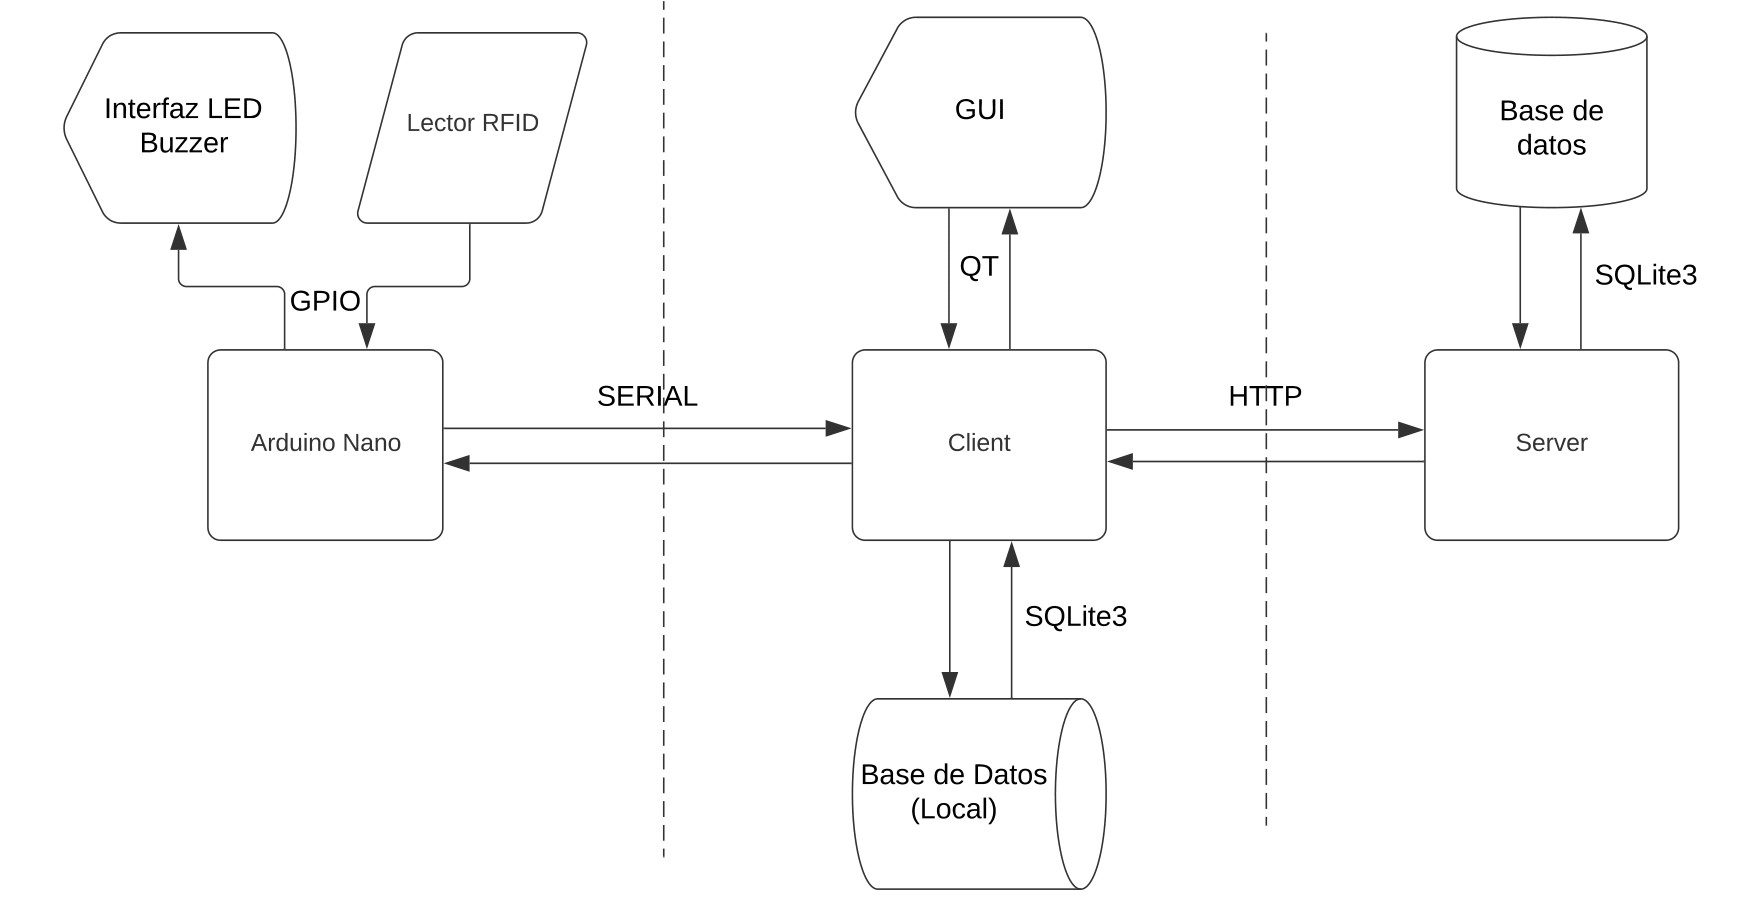 Interfaz LED
Buzzer
Lector RFID
GUI
Base de
datos
QT
SQLite3
GPIO
SERIAL
HTTP
Arduino Nano
Client
Server
SQLite3
Base de Datos
(Local)